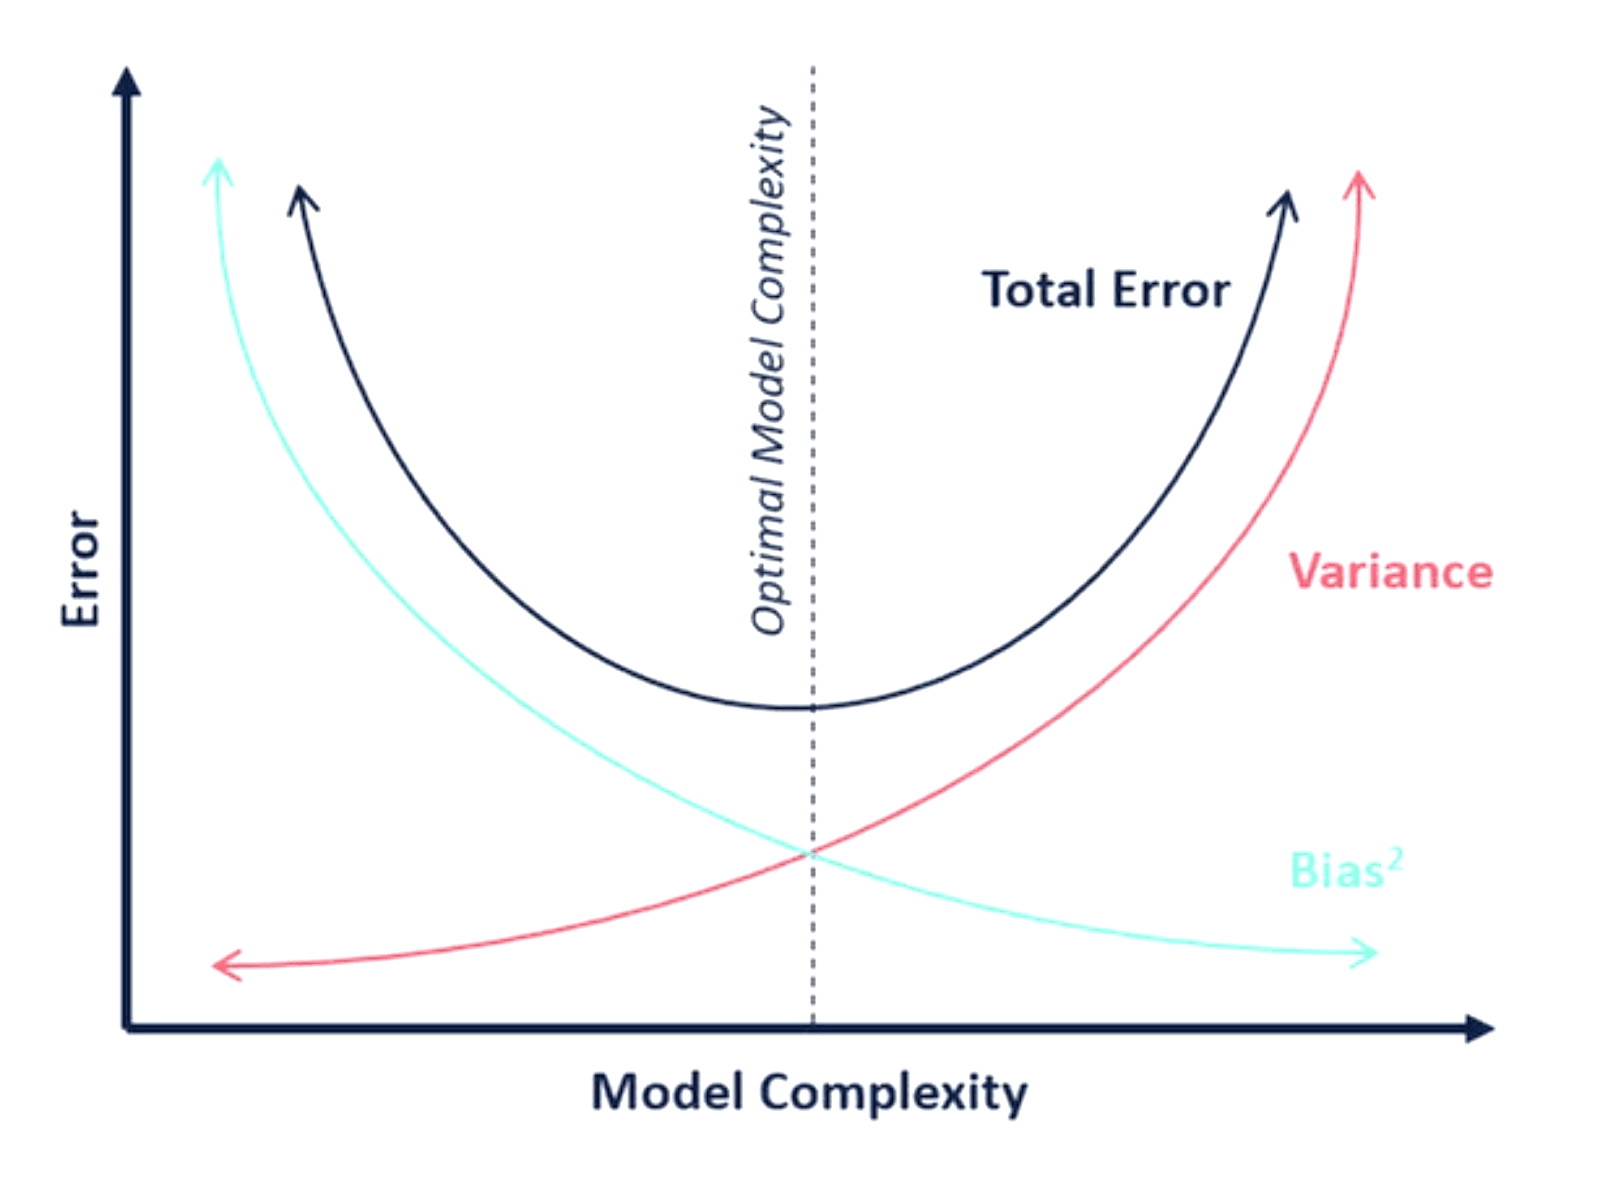 Optimal Model Complexity
Total Error
Error
Variance
Bias²
Model Complexity